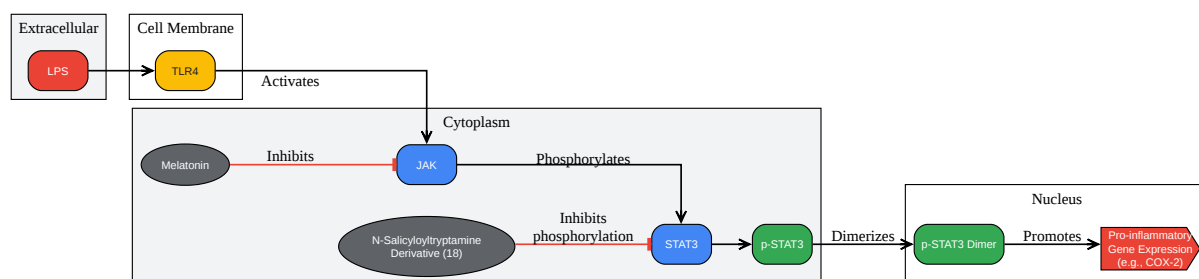 Extracellular
Cell Membrane
LPS
TLR4
Activates
Cytoplasm
Melatonin
Inhibits
JAK
Phosphorylates
Nucleus
N-Salicyloyltryptamine
Derivative (18)
Inhibits
phosphorylation
STAT3
p-STAT3
Dimerizes
p-STAT3 Dimer
Promotes
Pro-inflammatory
Gene Expression
(e.g., COX-2)